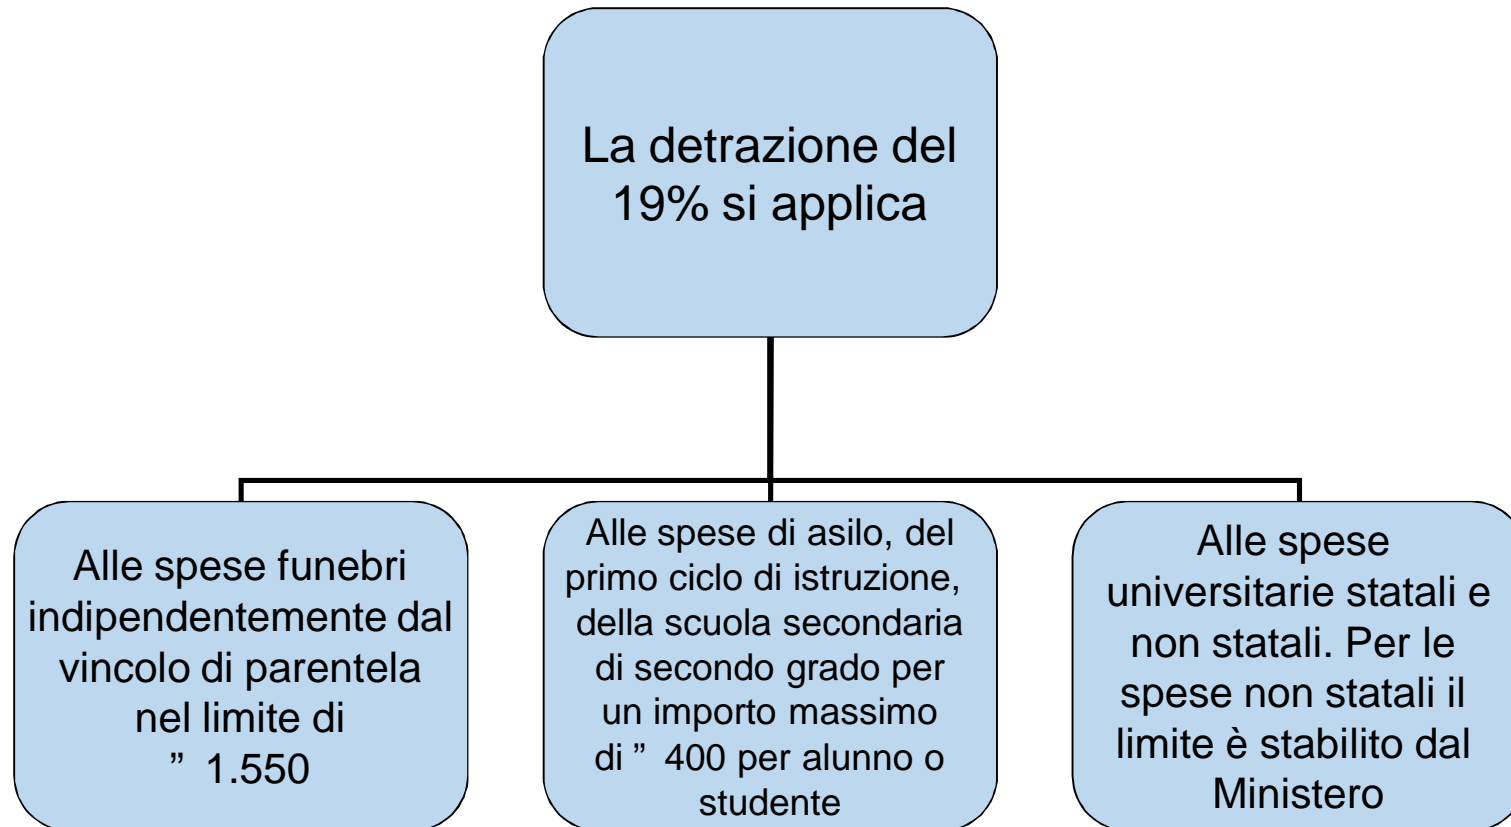 La detrazione del
19% si applica
Alle spese funebri
indipendentemente dal
vincolo di parentela
nel limite di
” 1.550
Alle spese di asilo, del
primo ciclo di istruzione,
della scuola secondaria
di secondo grado per
un importo massimo
di ” 400 per alunno o
studente
Alle spese
universitarie statali e
non statali. Per le
spese non statali il
limite è stabilito dal
Ministero